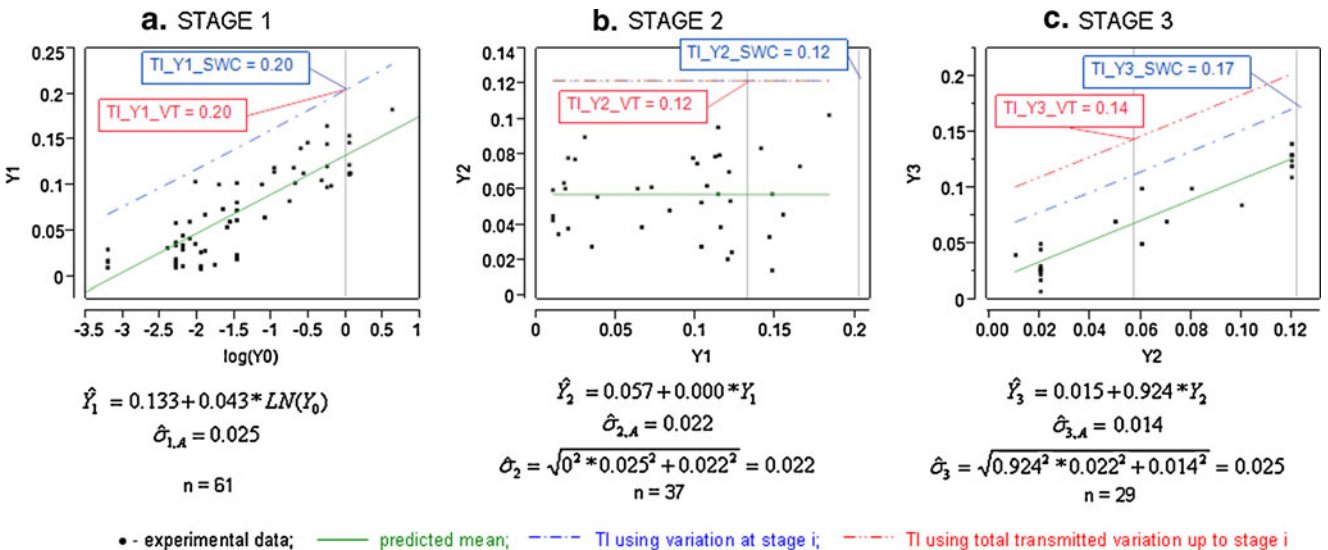 a. STAGE 1
0.25
0.2
0.15
0.1
0.05
0
Y1
TI_Y1_SWC = 0.20
TI_Y1_VT = 0.20
-3.5 -3 -2.5 -2 -1.5 -1 -0.5 0 0.5 1
log(Y0)
Ŷ₁ = 0.133+0.043* LN(Y₀)
σ̂₁,A = 0.025
n = 61
b. STAGE 2
0.14
0.12
0.1
0.08
0.06
0.04
0.02
0
Y2
TI_Y2_SWC = 0.12
TI_Y2_VT = 0.12
0 0.05 0.1 0.15 0.2
Y1
Ŷ₂ = 0.057+0.000*Y₁
σ̂₂,A = 0.022
σ̂₂ = √(0²*0.025² + 0.022²) = 0.022
n = 37
c. STAGE 3
0.2
0.15
0.1
0.05
0
Y3
TI_Y3_SWC = 0.17
TI_Y3_VT = 0.14
0.00 0.02 0.04 0.06 0.08 0.10 0.12
Y2
Ŷ₃ = 0.015+0.924*Y₂
σ̂₃,A = 0.014
σ̂₃ = √(0.924²*0.022² + 0.014²) = 0.025
n = 29
• - experimental data; predicted mean; TI using variation at stage i; TI using total transmitted variation up to stage i